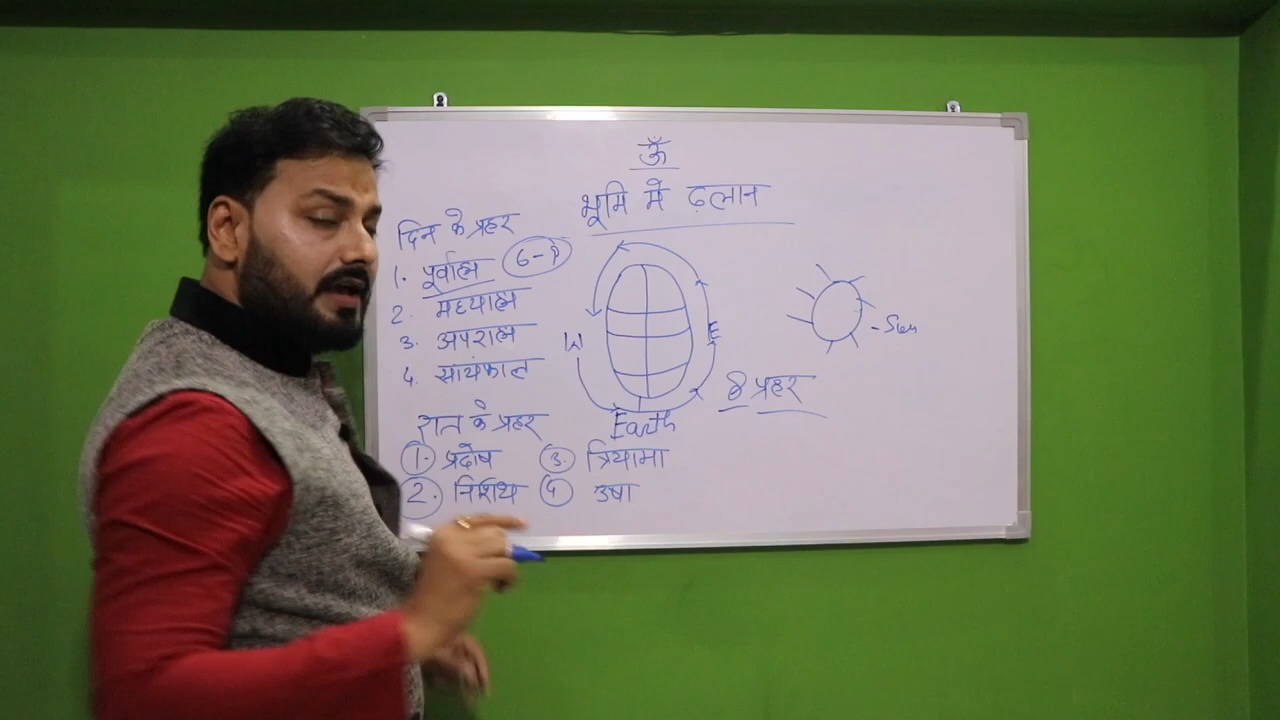 ॐ
भूमि में ढ़लान
दिन के प्रहर
1. पूर्वाह्म 6-9
2. मध्याह्म
3. अपराह्म
4. सायंकाल
W E
Earth
- Sun
8 प्रहर
रात के प्रहर
1. प्रदोष 3. त्रियामा
2. निशिथ 4 उषा